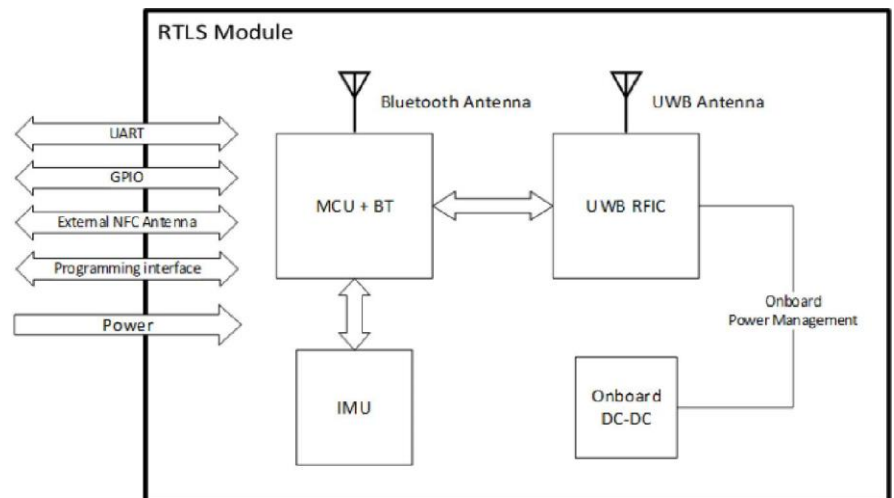 RTLS Module
Bluetooth Antenna
UWB Antenna
UART
GPIO
External NFC Antenna
Programming interface
Power
MCU + BT
UWB RFIC
Onboard
Power Management
IMU
Onboard
DC-DC